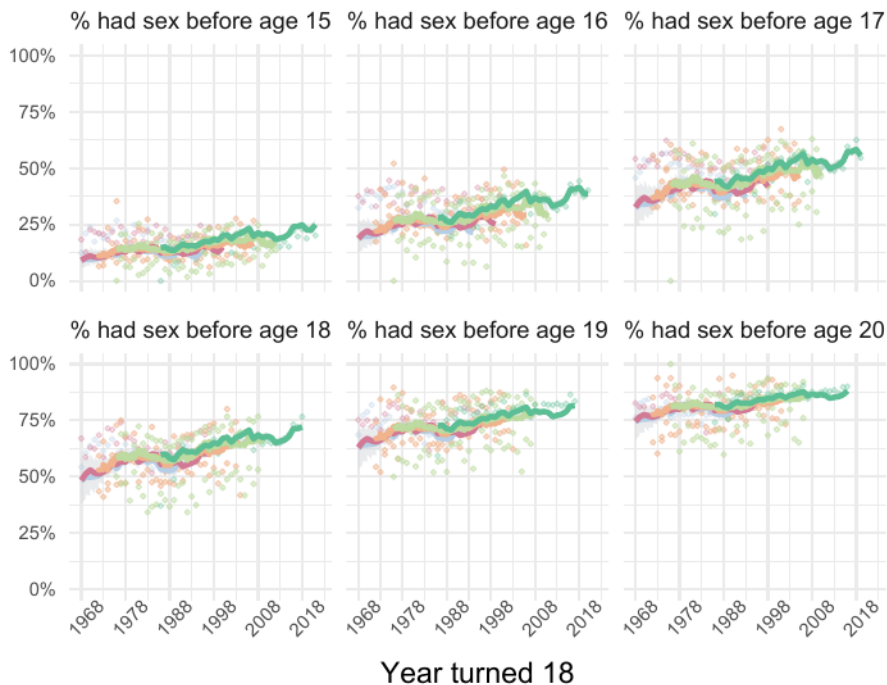 % had sex before age 15
% had sex before age 16
% had sex before age 17
100%
75%
50%
25%
0%
% had sex before age 18
% had sex before age 19
% had sex before age 20
100%
75%
50%
25%
0%
1968 1978 1988 1998 2008 2018
1968 1978 1988 1998 2008 2018
1968 1978 1988 1998 2008 2018
Year turned 18